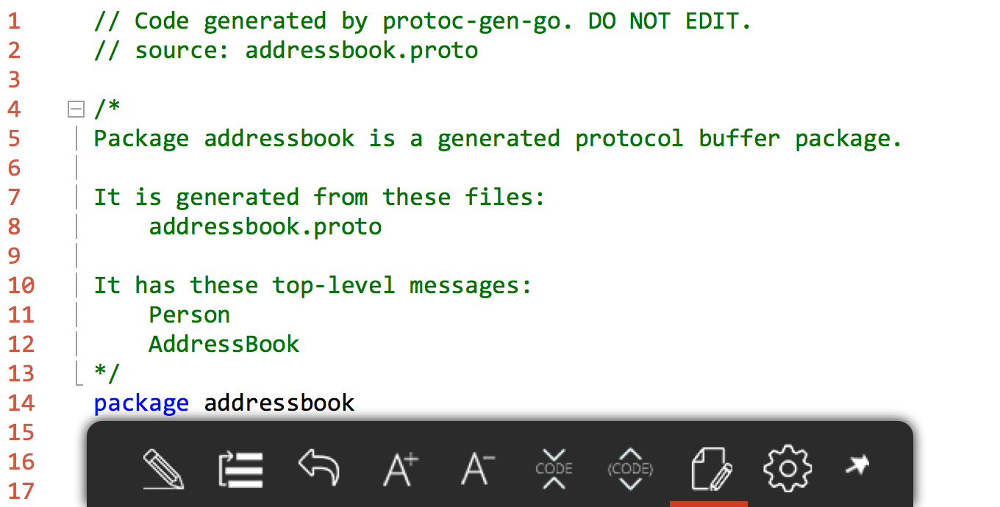 1 // Code generated by protoc-gen-go. DO NOT EDIT.
2 // source: addressbook.proto
3
4 /*
5 Package addressbook is a generated protocol buffer package.
6
7 It is generated from these files:
8 addressbook.proto
9
10 It has these top-level messages:
11 Person
12 AddressBook
13 */
14 package addressbook
15
16
17
A+ A- CODE (CODE)